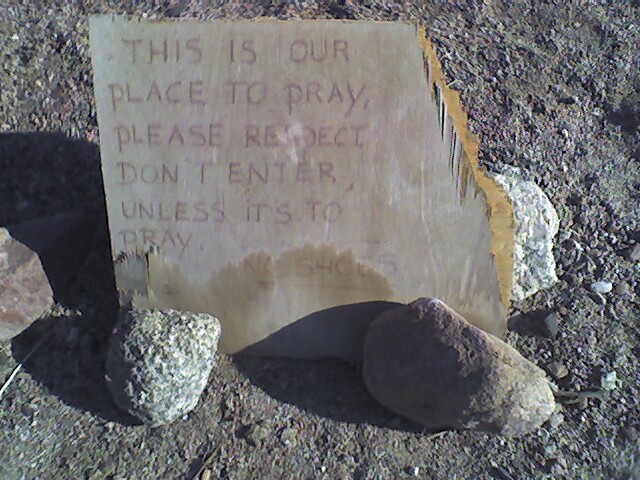 THIS IS OUR
PLACE TO PRAY.
PLEASE RESPECT
DON'T ENTER,
UNLESS IT'S TO
PRAY.
NO SHOES